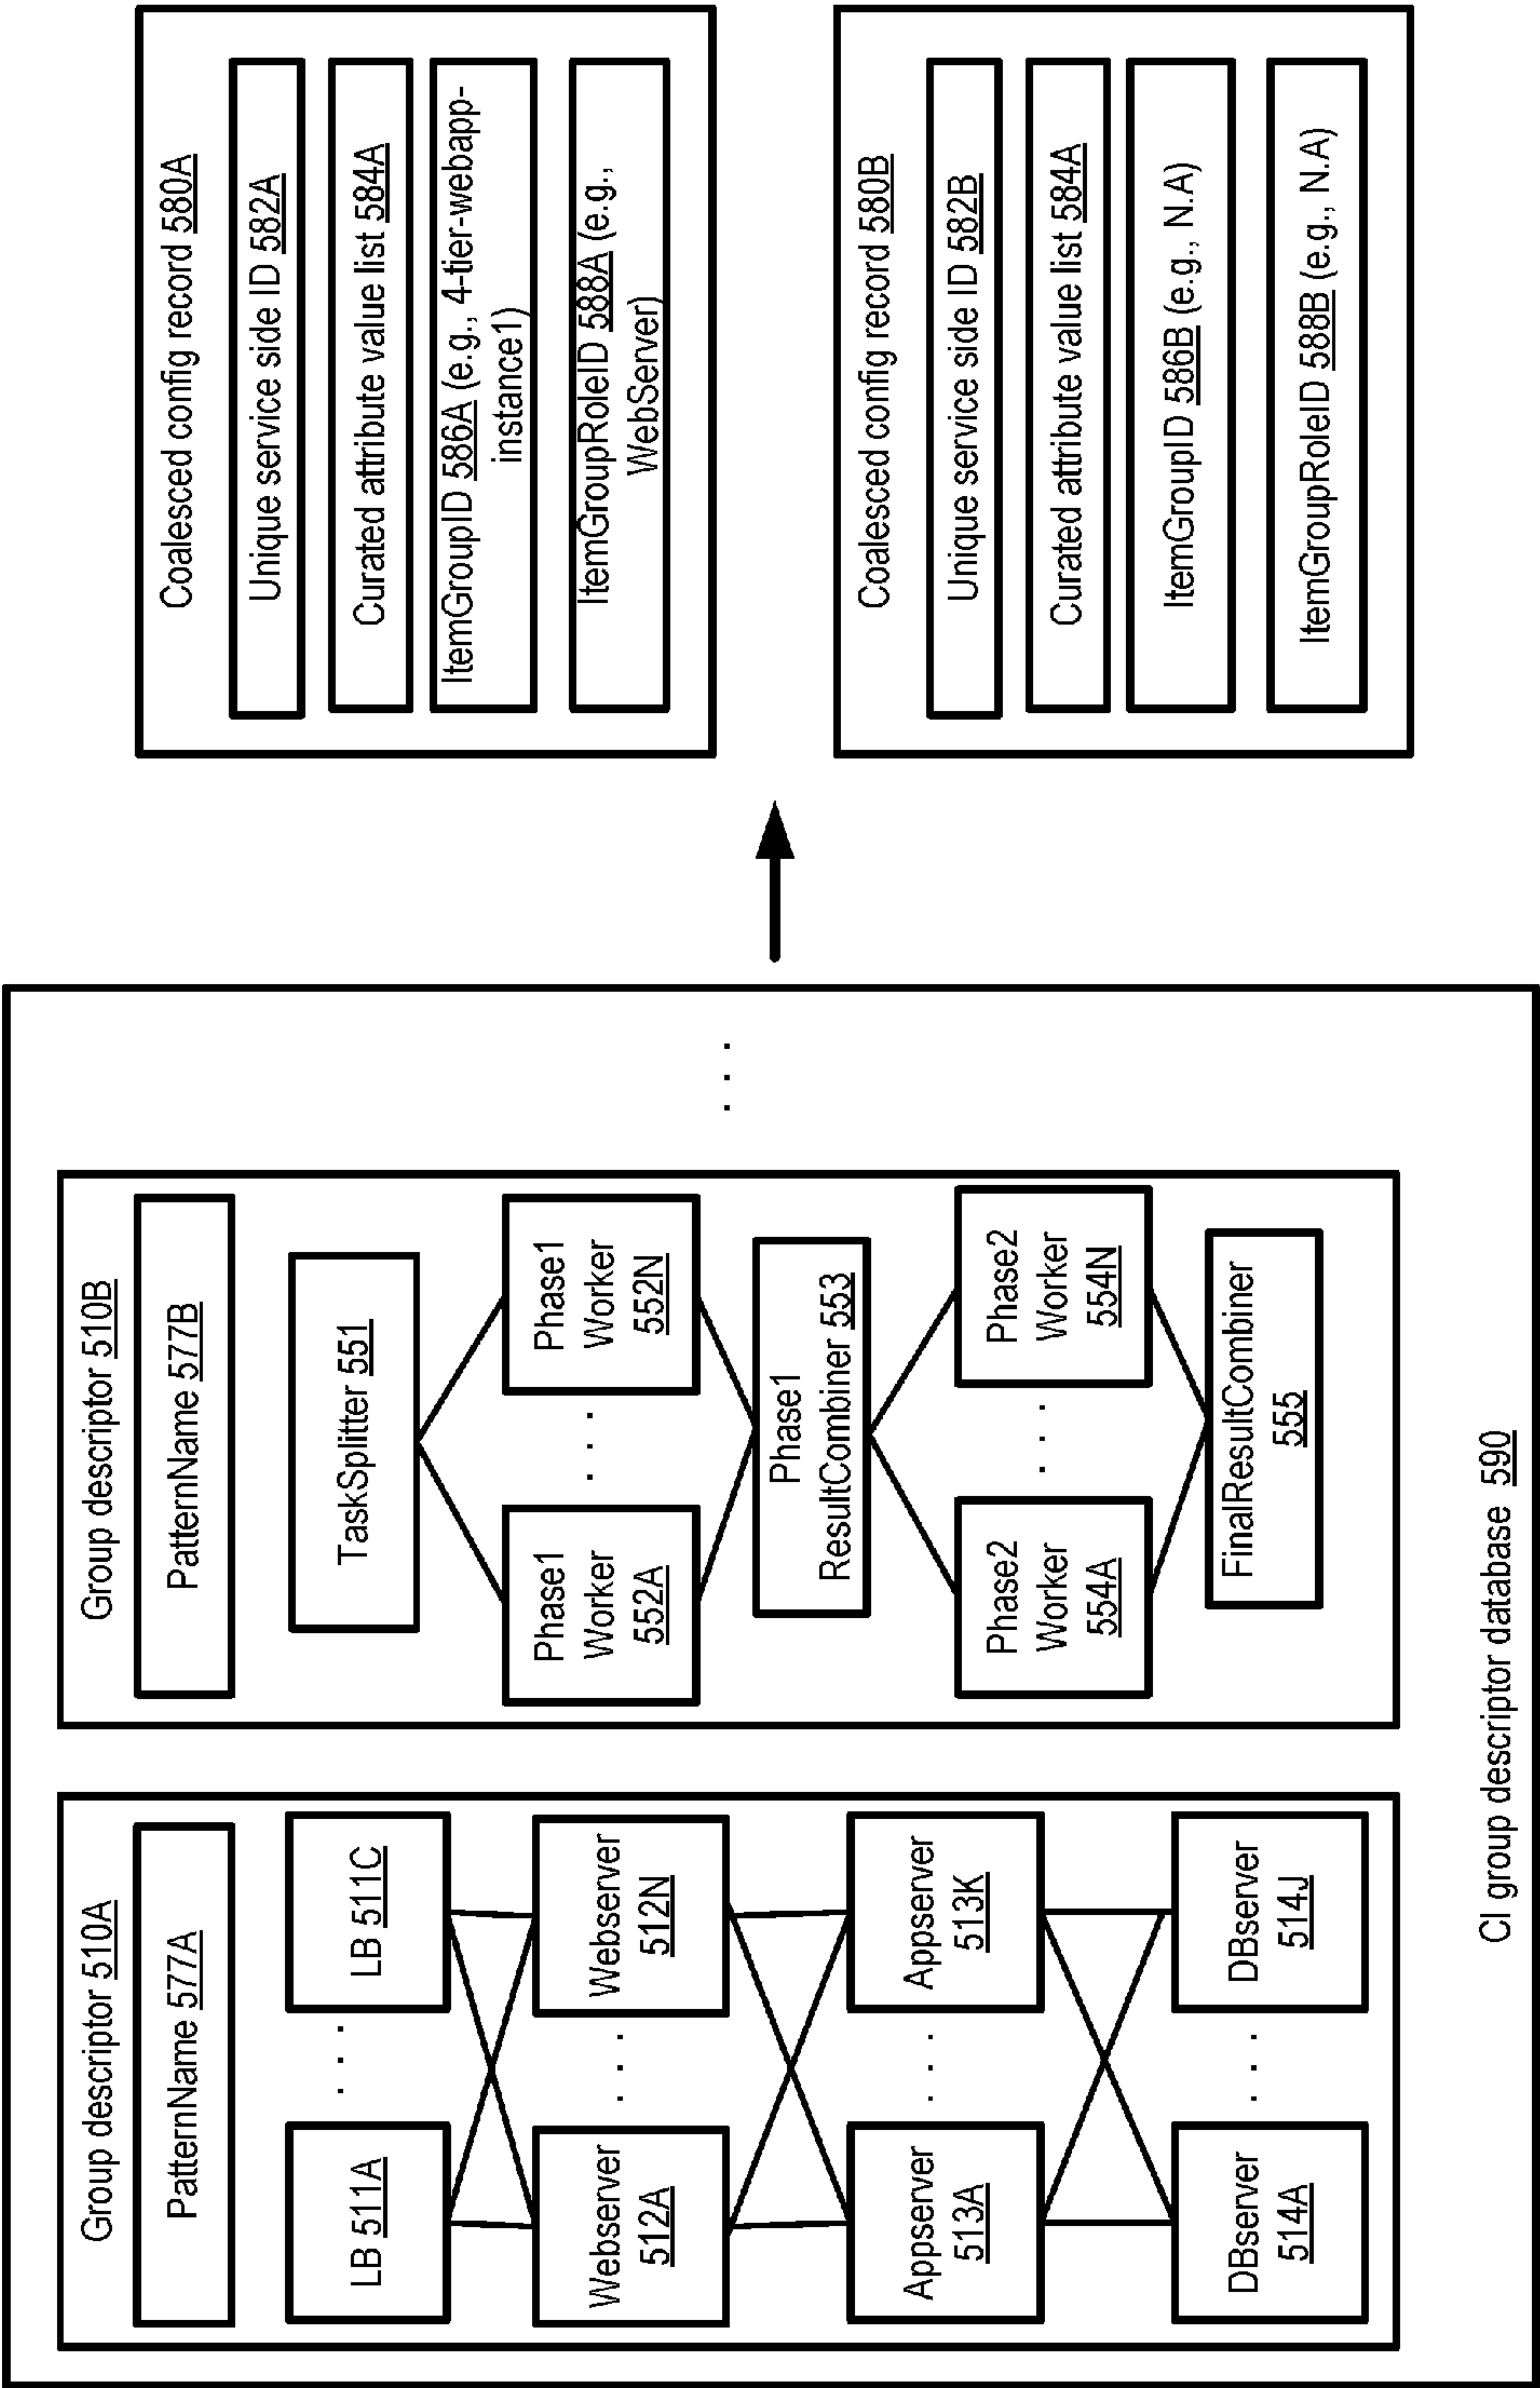 Group descriptor 510A
PatternName 577A
LB 511A
. . .
LB 511C
Webserver
512A
. . .
Webserver
512N
Appserver
513A
. . .
Appserver
513K
DBserver
514A
. . .
DBserver
514J
Group descriptor 510B
PatternName 577B
TaskSplitter 551
Phase1
Worker
552A
. . .
Phase1
Worker
552N
Phase1
ResultCombiner 553
Phase2
Worker
554A
. . .
Phase2
Worker
554N
FinalResultCombiner
555
. . .
CI group descriptor database 590
Coalesced config record 580A
Unique service side ID 582A
Curated attribute value list 584A
ItemGroupID 586A (e.g., 4-tier-webapp-
instance1)
ItemGroupRoleID 588A (e.g.,
WebServer)
Coalesced config record 580B
Unique service side ID 582B
Curated attribute value list 584A
ItemGroupID 586B (e.g., N.A)
ItemGroupRoleID 588B (e.g., N.A)